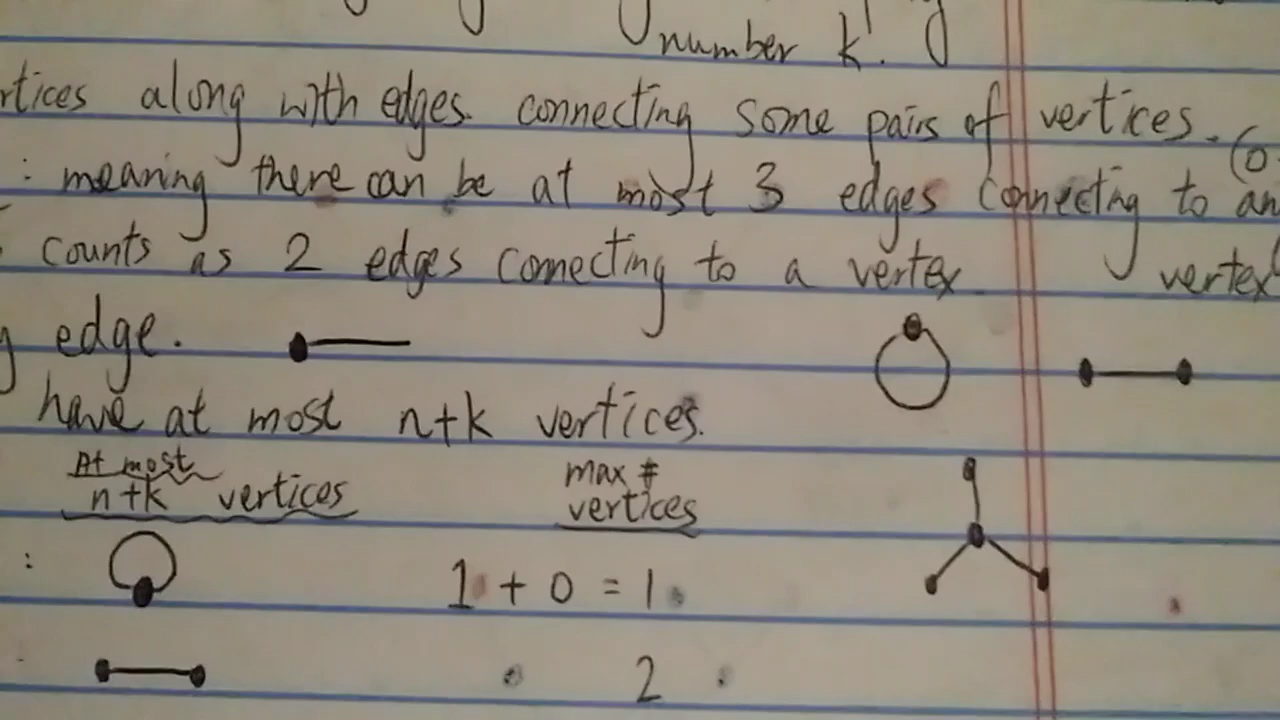 number k!
rtices along with edges connecting some pairs of vertices. (o
: meaning there can be at most 3 edges connecting to an
counts as 2 edges connecting to a vertex vertex
g edge.
have at most n+k vertices.
At most max #
n+k vertices vertices
: 1 + 0 = 1
2